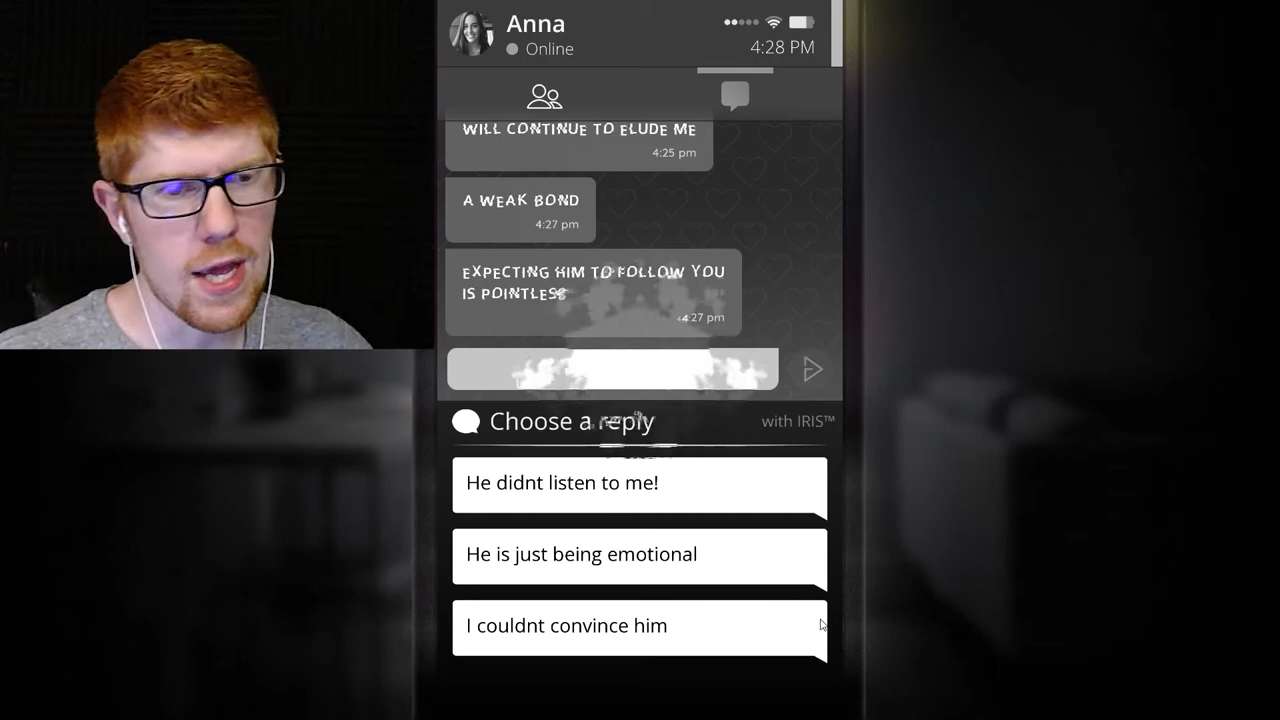 Anna
Online
4:28 PM
WILL CONTINUE TO ELUDE ME
4:25 pm
A WEAK BOND
4:27 pm
EXPECTING HIM TO FOLLOW YOU
IS POINTLESS
4:27 pm
Choose a reply
with IRIS™
He didnt listen to me!
He is just being emotional
I couldnt convince him